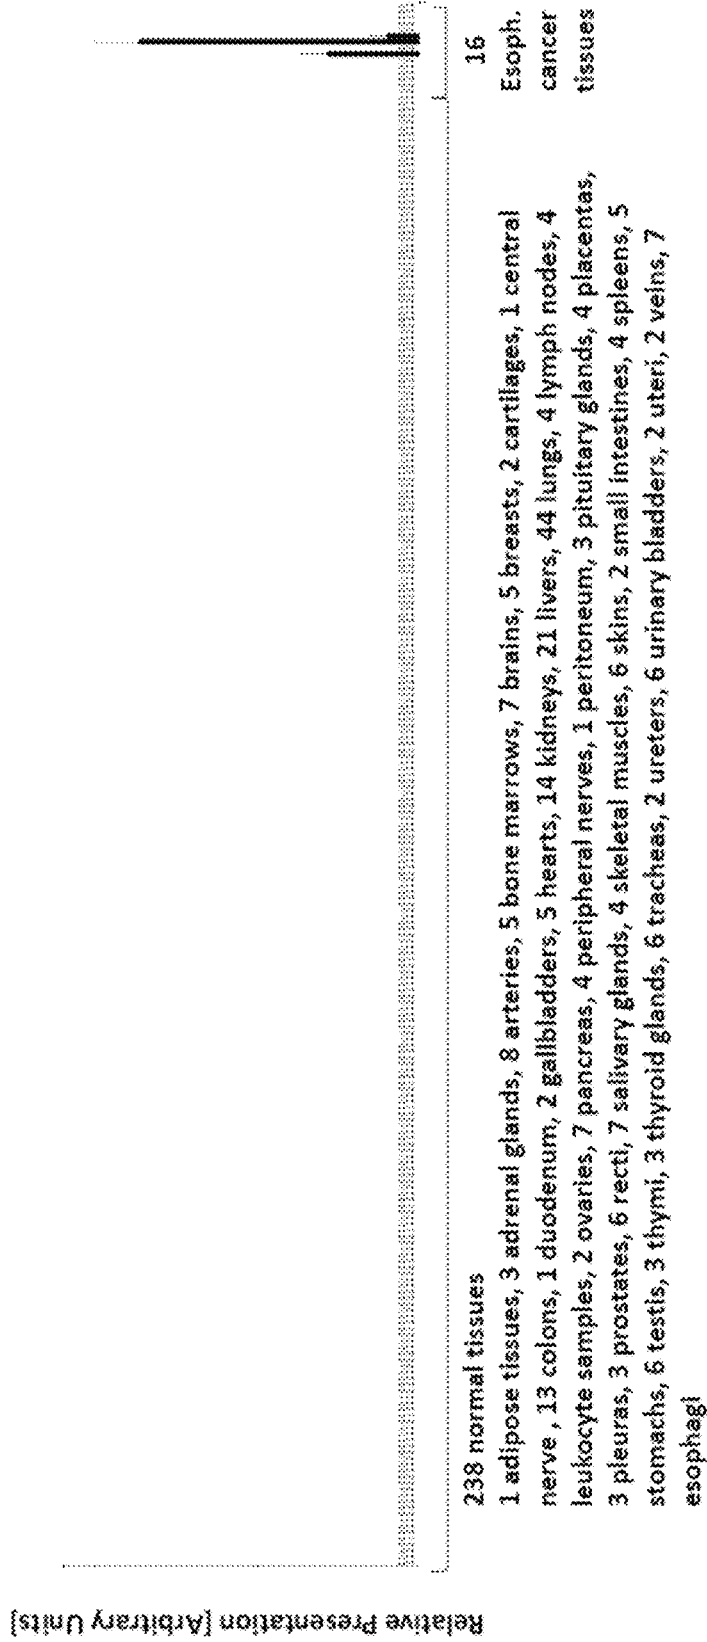 Relative Presentation [Arbitrary Units]
238 normal tissues
1 adipose tissues, 3 adrenal glands, 8 arteries, 5 bone marrows, 7 brains, 5 breasts, 2 cartilages, 1 central
nerve , 13 colons, 1 duodenum, 2 gallbladders, 5 hearts, 14 kidneys, 21 livers, 44 lungs, 4 lymph nodes, 4
leukocyte samples, 2 ovaries, 7 pancreas, 4 peripheral nerves, 1 peritoneum, 3 pituitary glands, 4 placentas,
3 pleuras, 3 prostates, 6 recti, 7 salivary glands, 4 skeletal muscles, 6 skins, 2 small intestines, 4 spleens, 5
stomachs, 6 testis, 3 thymi, 3 thyroid glands, 6 tracheas, 2 ureters, 6 urinary bladders, 2 uteri, 2 veins, 7
esophagi
16
Esoph.
cancer
tissues